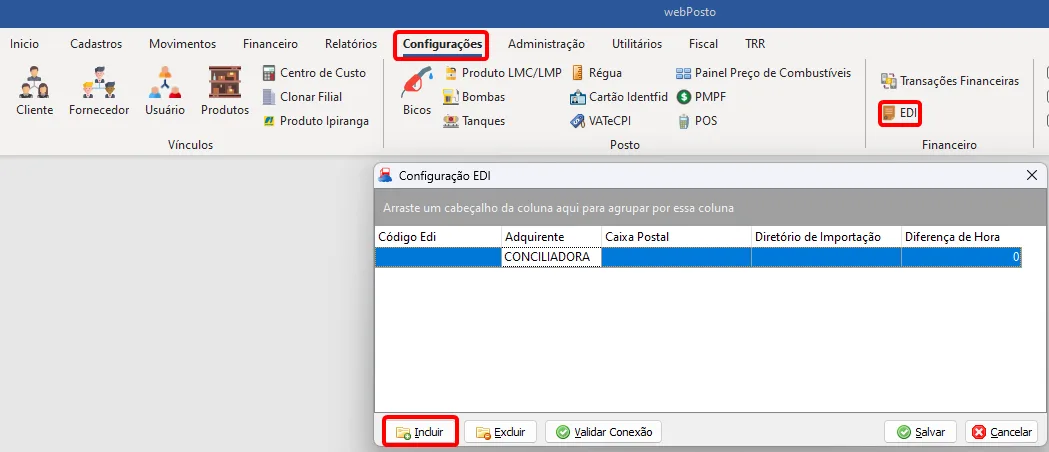 webPosto
Inicio Cadastros Movimentos Financeiro Relatórios Configurações Administração Utilitários Fiscal TRR
Centro de Custo Produto LMC/LMP Régua Painel Preço de Combustíveis
Transações Financeiras
Clonar Filial Bombas Cartão Identfid PMPF
Cliente Fornecedor Usuário Produtos Bicos EDI
Produto Ipiranga Tanques VATeCPI POS
Vínculos Posto Financeiro
Configuração EDI
Arraste um cabeçalho da coluna aqui para agrupar por essa coluna
Código Edi Adquirente Caixa Postal Diretório de Importação Diferença de Hora
CONCILIADORA 0
Incluir Excluir Validar Conexão Salvar Cancelar